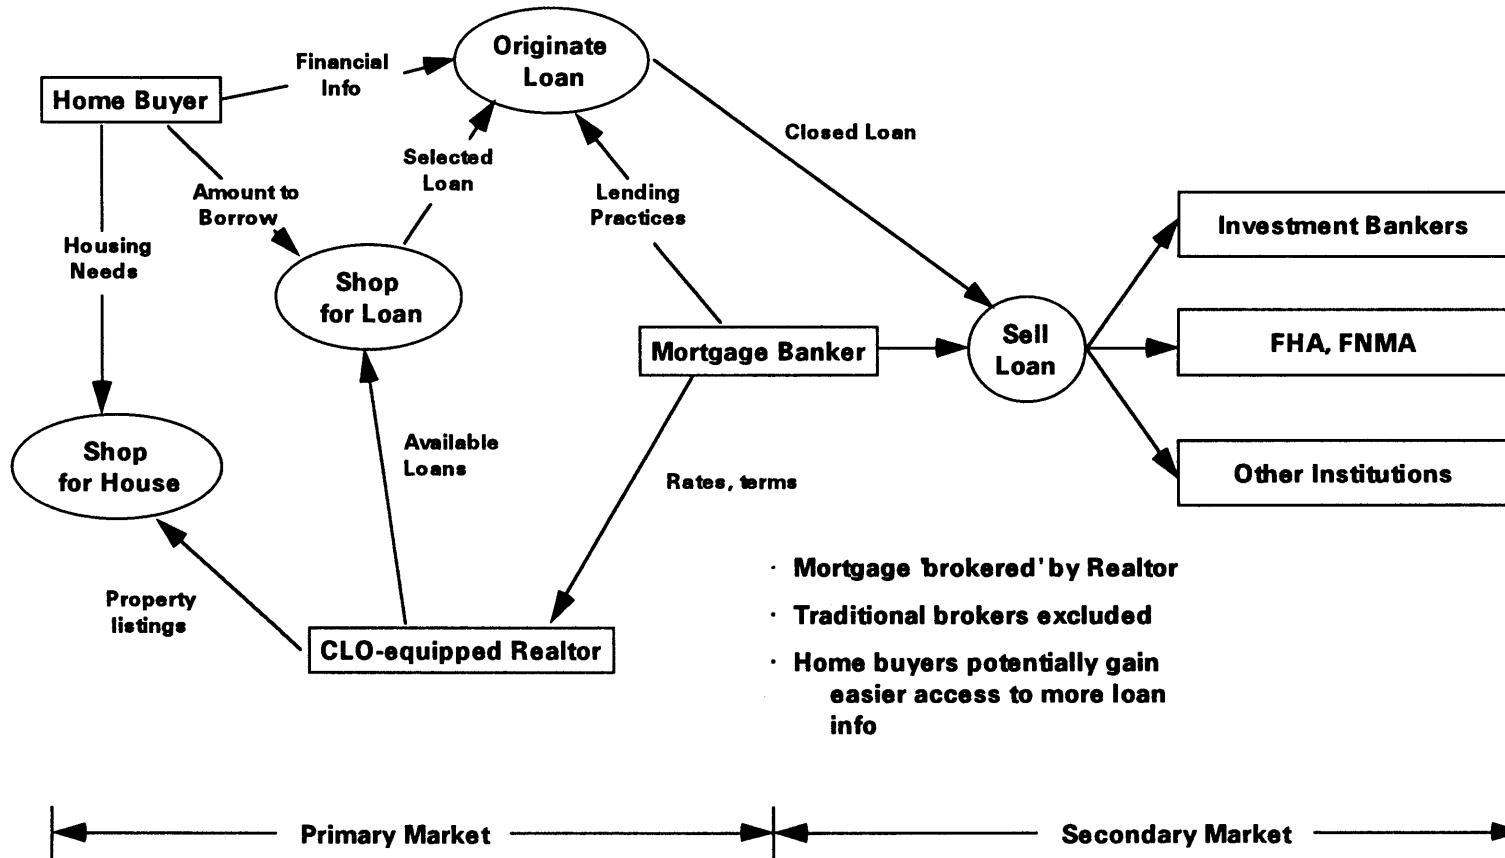 Originate
Loan
Financial
Info
Home Buyer
Closed Loan
Selected
Loan
Amount to
Borrow
Lending
Practices
Housing
Needs
Investment Bankers
Shop
for Loan
Mortgage Banker
Sell
Loan
FHA, FNMA
Shop
for House
Available
Loans
Rates, terms
Other Institutions
Property
listings
CLO-equipped Realtor
· Mortgage 'brokered' by Realtor
· Traditional brokers excluded
· Home buyers potentially gain
easier access to more loan
info
Primary Market
Secondary Market